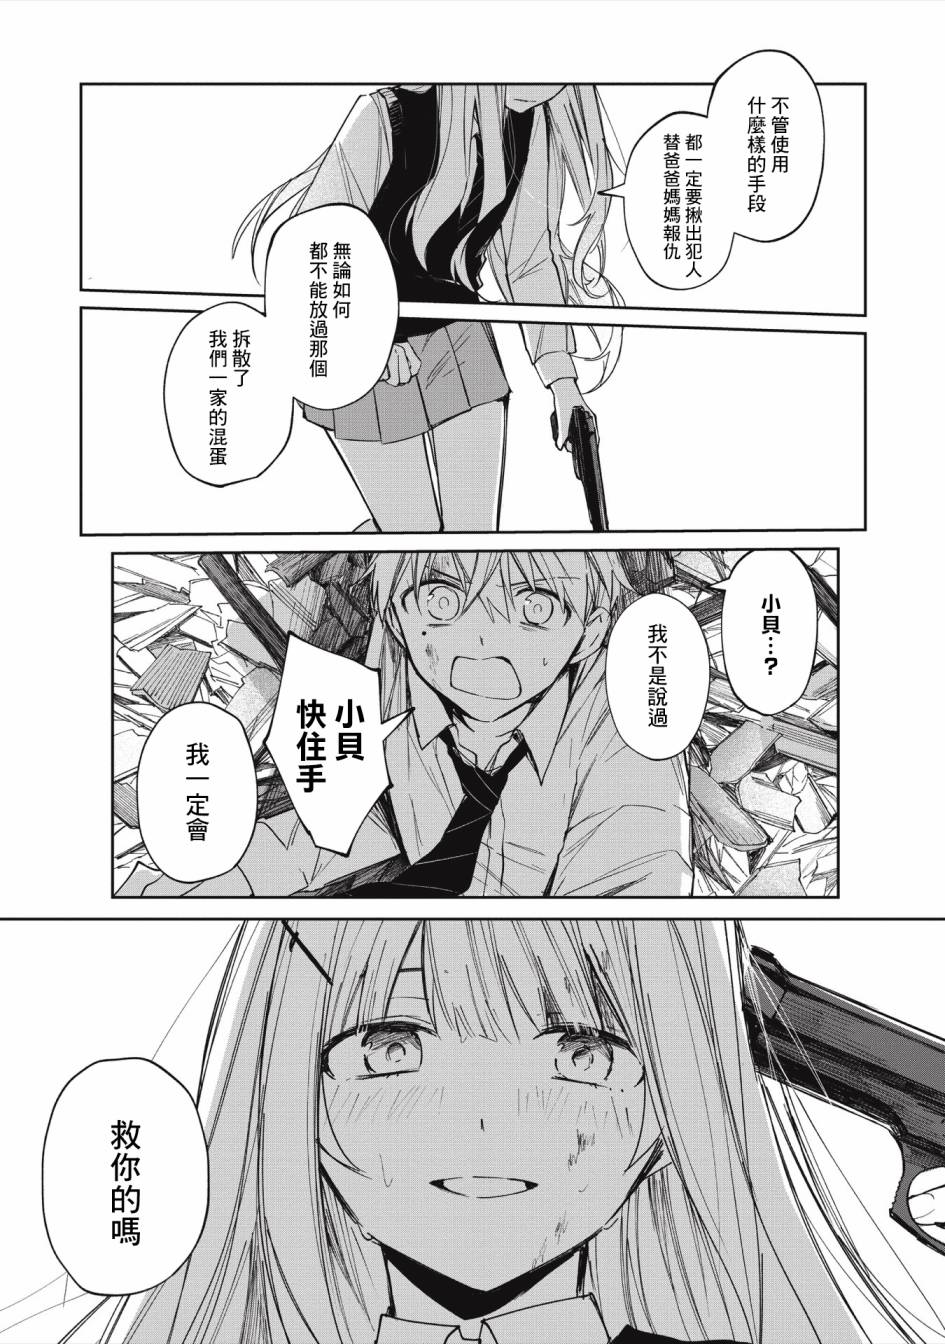 不管使用
什麼樣的手段
都一定要揪出犯人
替爸爸媽媽報仇
無論如何
都不能放過那個
拆散了
我們一家的混蛋
小貝…？
我不是說過
小貝
快住手
我一定會
救你的嗎